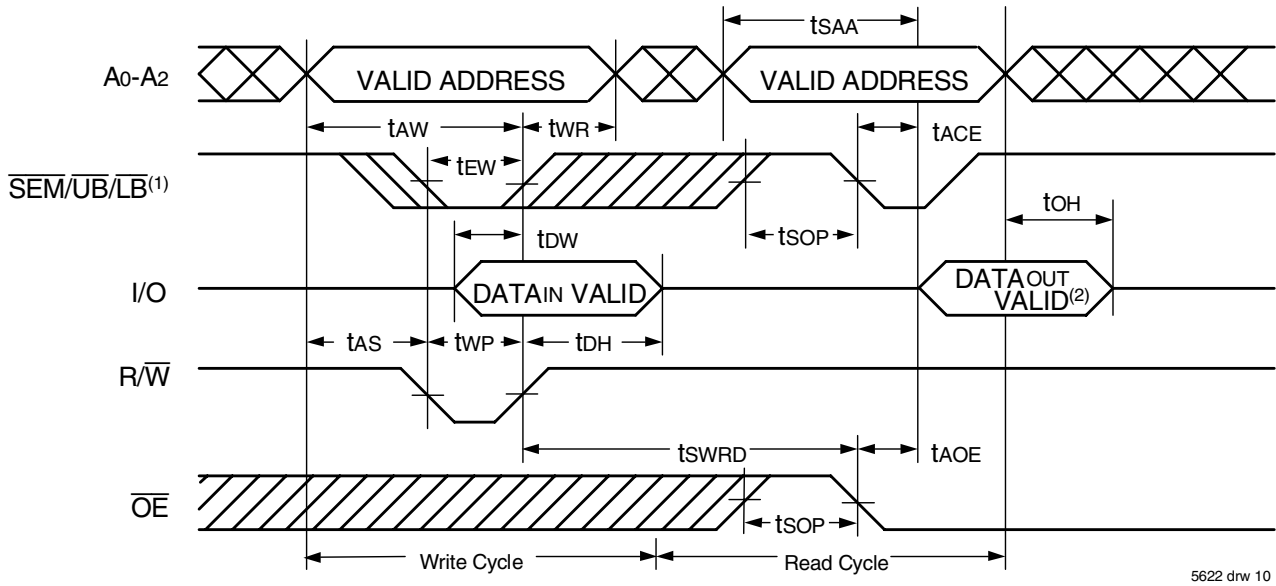 tSAA
A0-A2
VALID ADDRESS
VALID ADDRESS
tAW
tWR
tACE
tEW
SEM/UB/LB(1)
tOH
tDW
tSOP
I/O
DATAIN VALID
DATAOUT
VALID(2)
tAS
tWP
tDH
R/W
tSWRD
tAOE
OE
tSOP
Write Cycle
Read Cycle
5622 drw 10